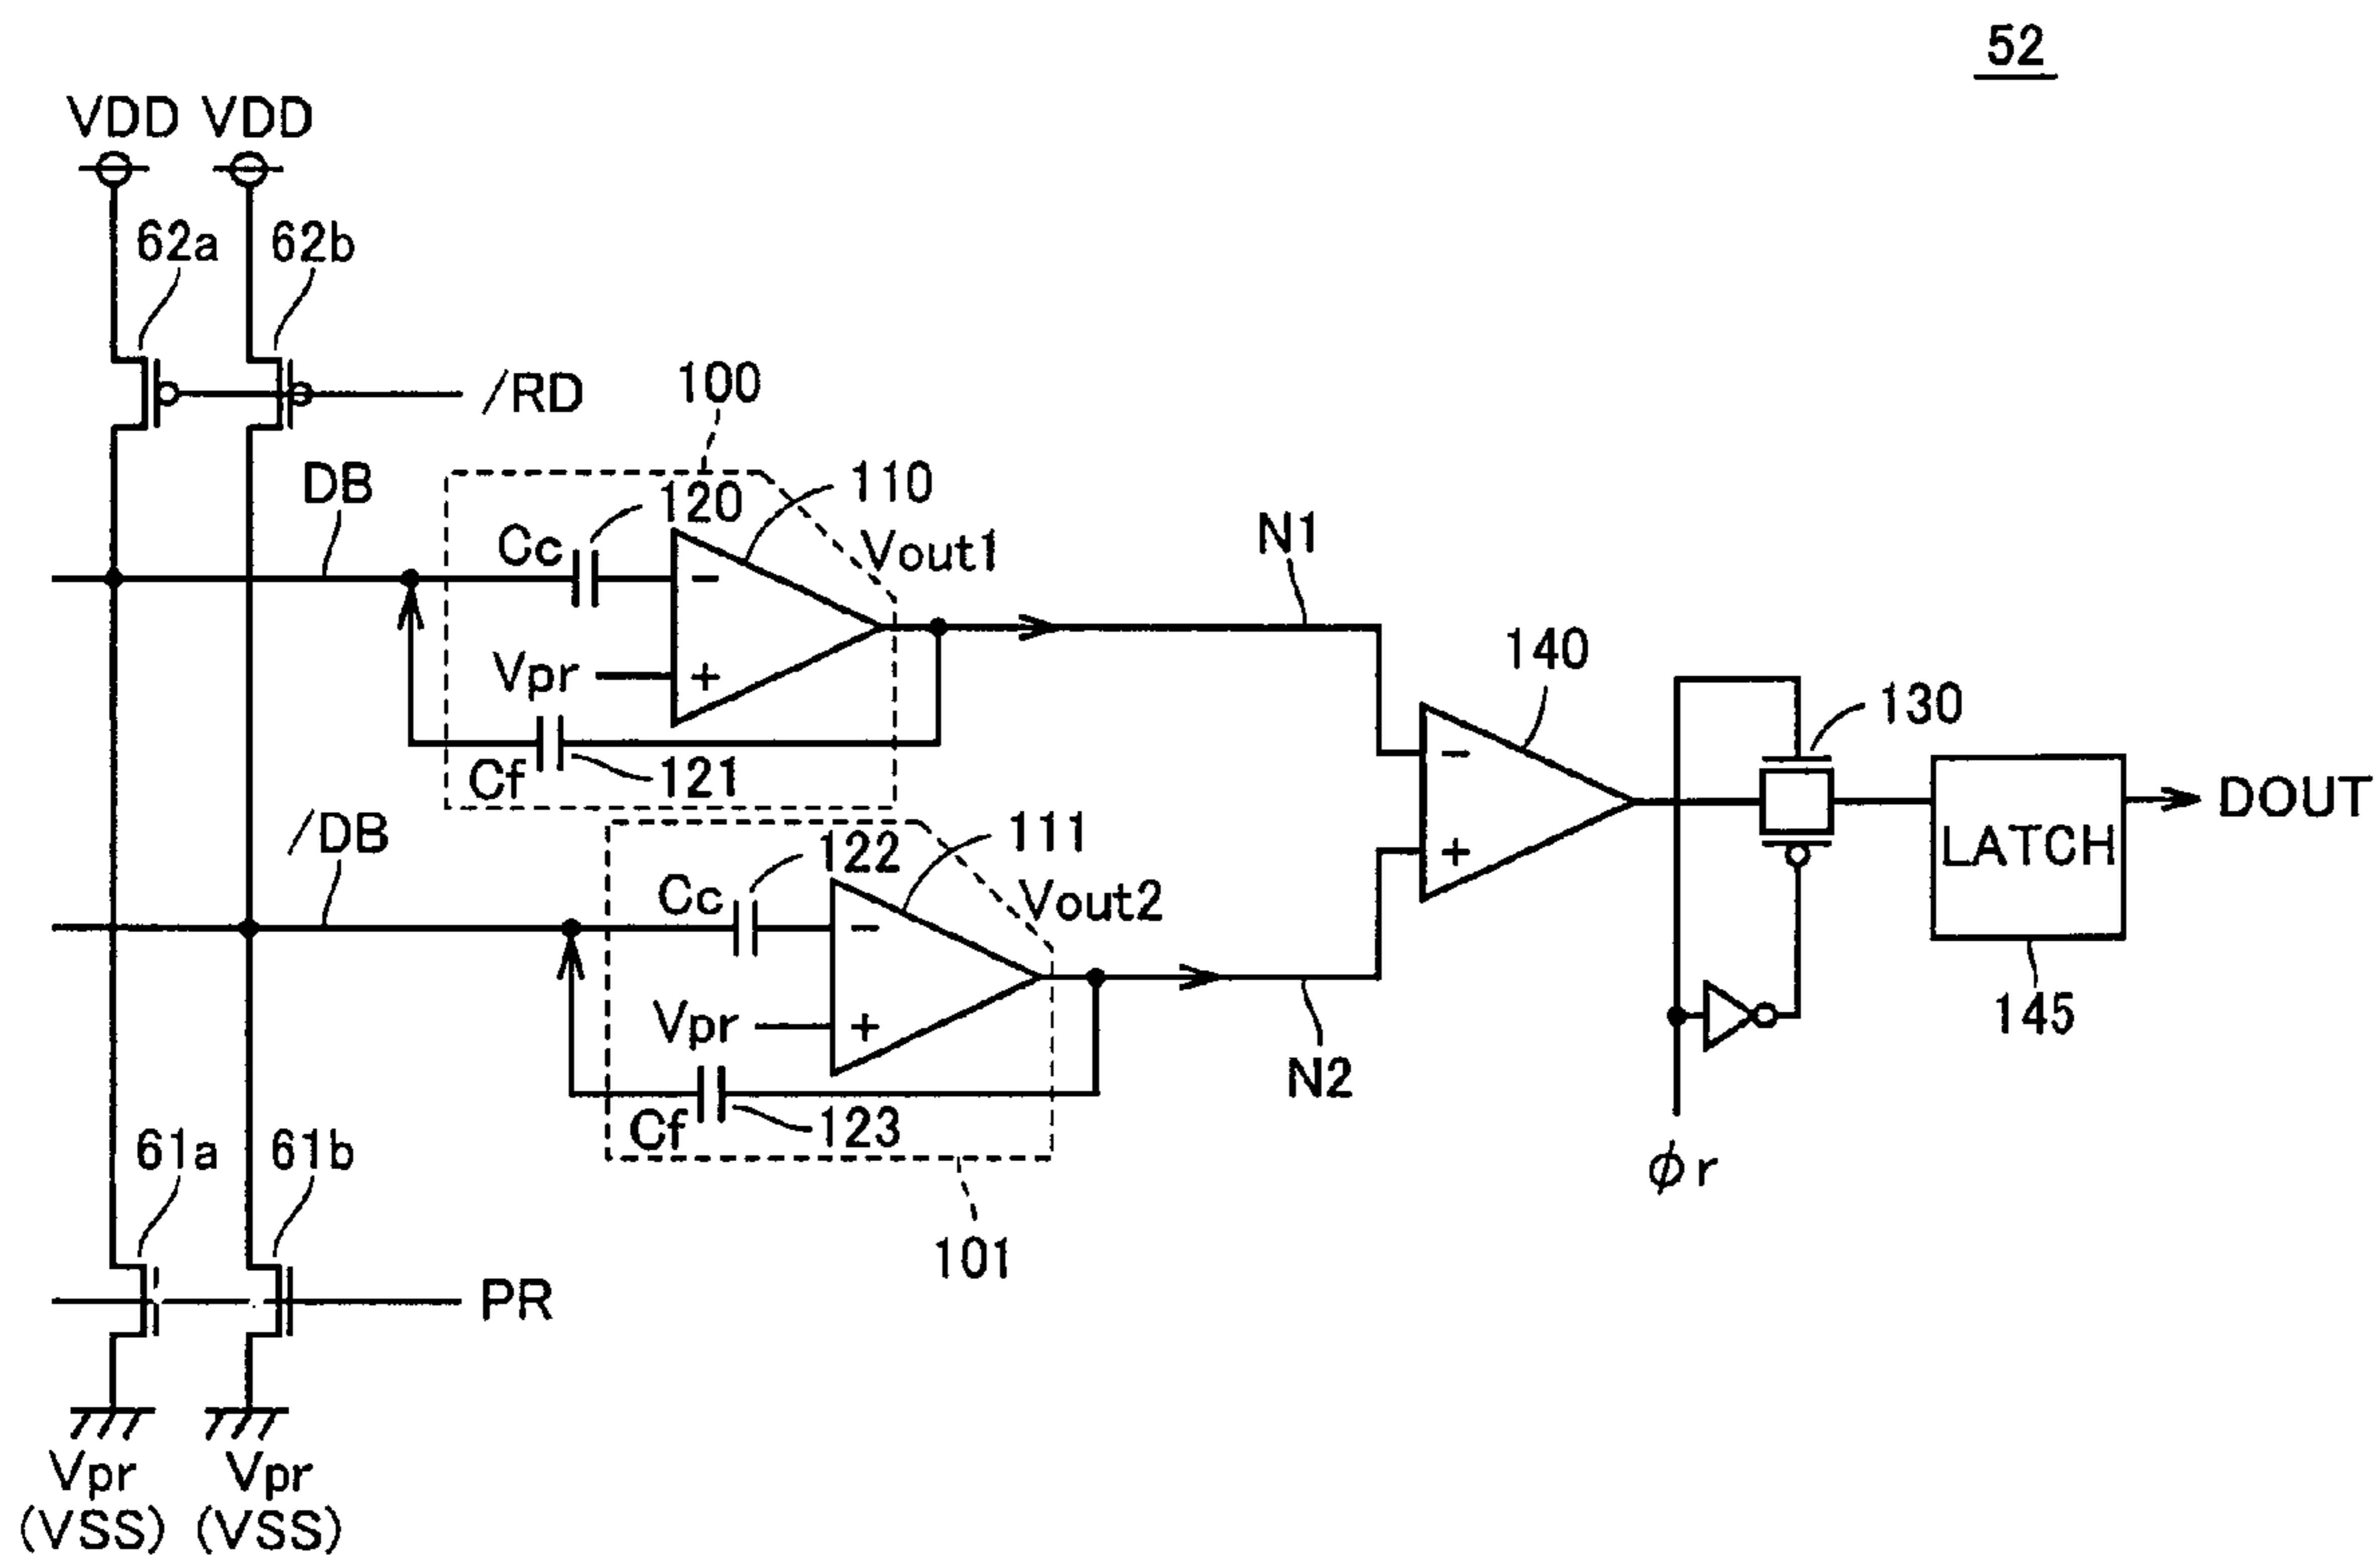 52
VDD VDD
62a 62b
/RD
100
DB
Cc
120
110
Vout1
N1
Vpr
−
+
Cf
121
140
130
−
+
LATCH
DOUT
145
/DB
Cc
122
111
Vout2
−
Vpr
+
Cf
123
N2
101
φr
61a 61b
PR
Vpr Vpr
(VSS) (VSS)